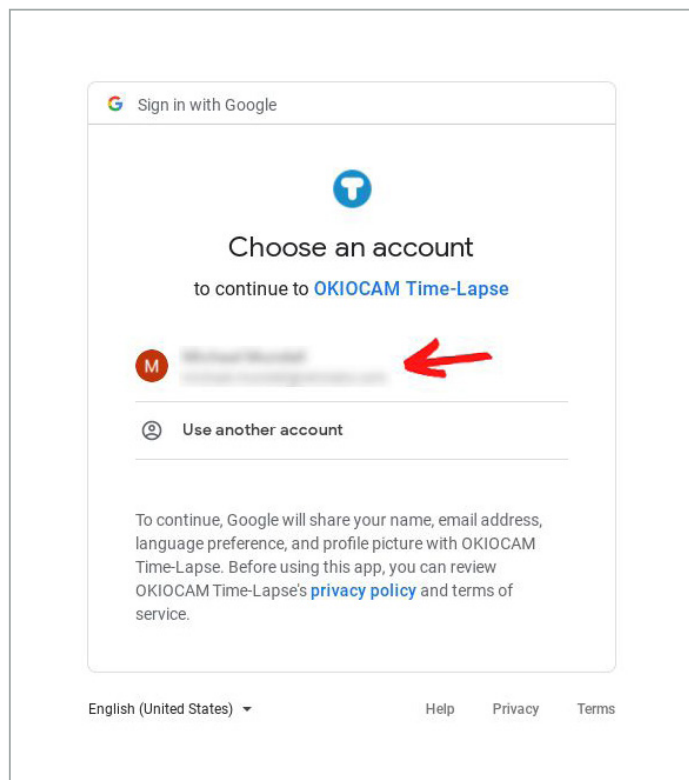 Sign in with Google
Choose an account
to continue to OKIOCAM Time-Lapse
M
Use another account
To continue, Google will share your name, email address,
language preference, and profile picture with OKIOCAM
Time-Lapse. Before using this app, you can review
OKIOCAM Time-Lapse's privacy policy and terms of
service.
English (United States) Help Privacy Terms